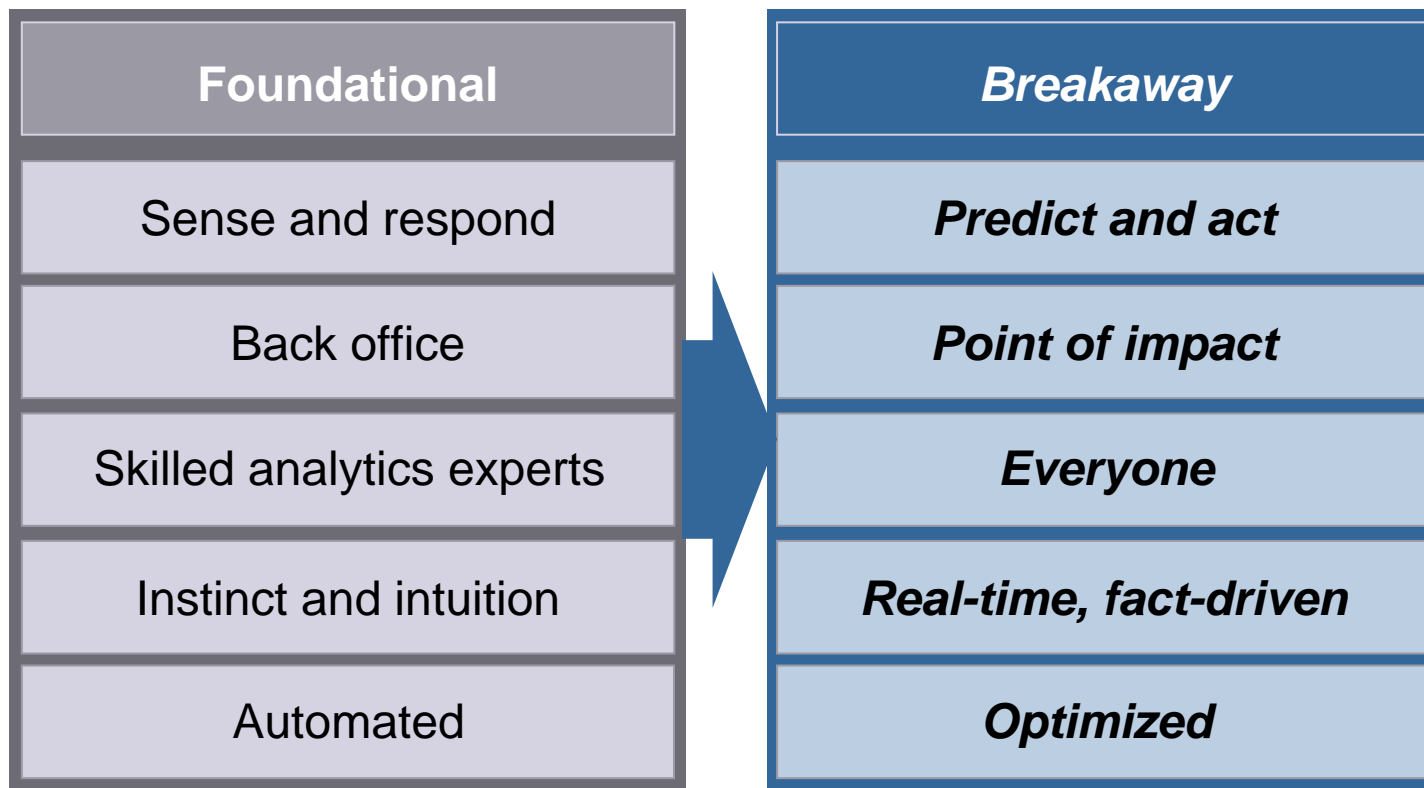 Foundational
Sense and respond
Back office
Skilled analytics experts
Instinct and intuition
Automated
Breakaway
Predict and act
Point of impact
Everyone
Real-time, fact-driven
Optimized